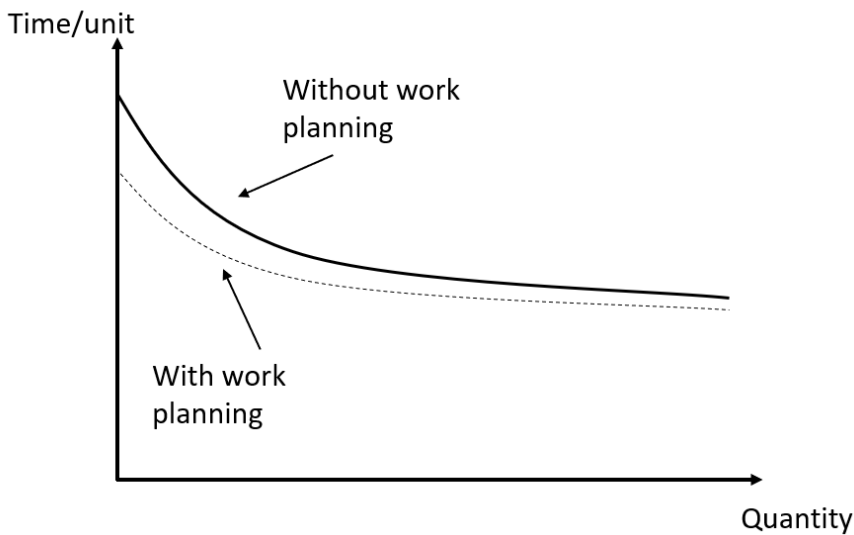 Time/unit
Without work
planning
With work
planning
Quantity